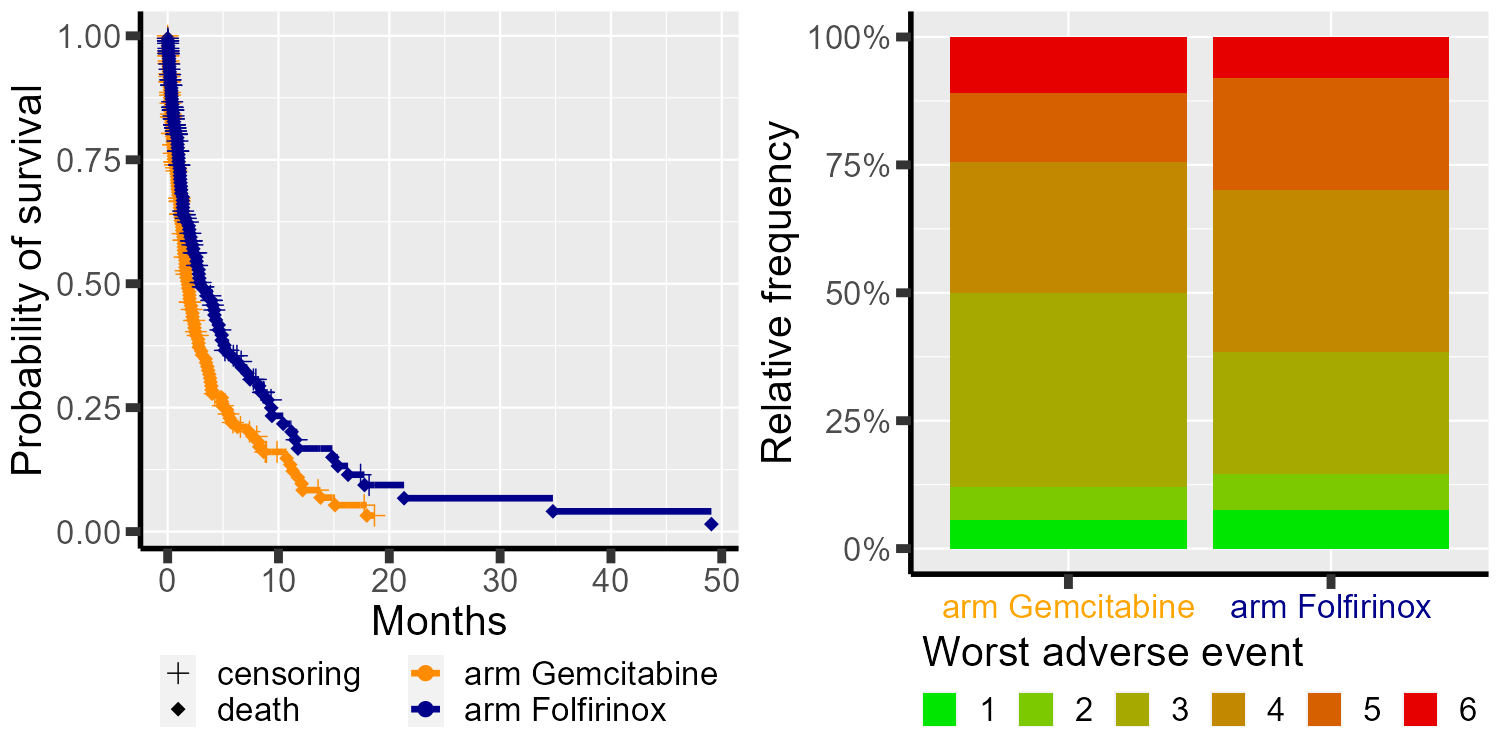 Probability of survival
1.00
0.75
0.50
0.25
0.00
0 10 20 30 40 50
Months
censoring
death
arm Gemcitabine
arm Folfirinox
Relative frequency
100%
75%
50%
25%
0%
arm Gemcitabine arm Folfirinox
Worst adverse event
1 2 3 4 5 6